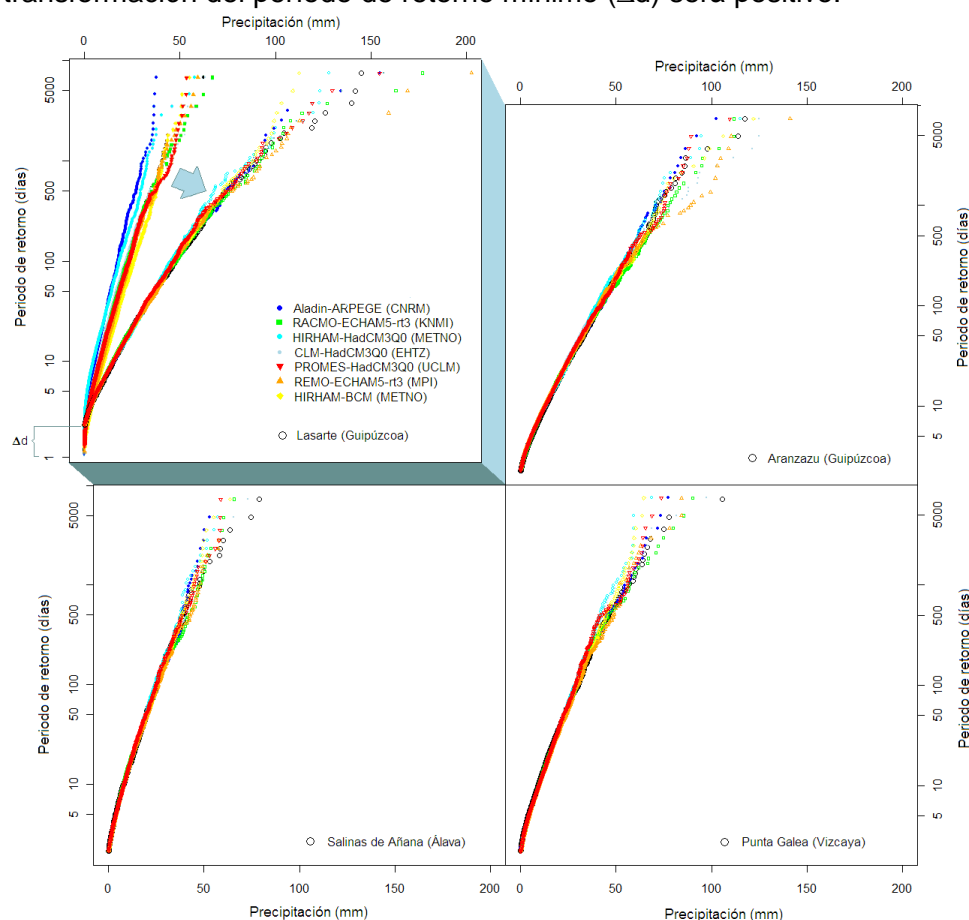 transformación del periodo de retorno mínimo (Δd) será positivo.
Precipitación (mm)
0 50 100 150 200
Periodo de retorno (días)
5000
1000
500
100
50
10
5
1
Δd
Aladin-ARPEGE (CNRM)
RACMO-ECHAM5-rt3 (KNMI)
HIRHAM-HadCM3Q0 (METNO)
CLM-HadCM3Q0 (EHTZ)
PROMES-HadCM3Q0 (UCLM)
REMO-ECHAM5-rt3 (MPI)
HIRHAM-BCM (METNO)
Lasarte (Guipúzcoa)
Precipitación (mm)
0 50 100 150 200
Periodo de retorno (días)
5000
500
100
50
10
5
Aranzazu (Guipúzcoa)
Periodo de retorno (días)
5000
500
100
50
10
5
Salinas de Añana (Álava)
0 50 100 150 200
Precipitación (mm)
Periodo de retorno (días)
5000
500
100
50
10
5
Punta Galea (Vizcaya)
0 50 100 150 200
Precipitación (mm)